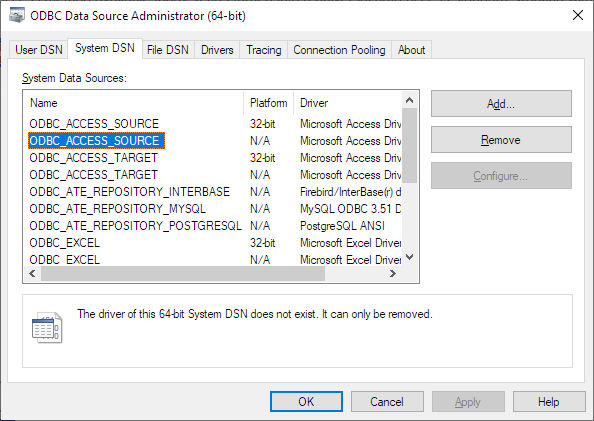 ODBC Data Source Administrator (64-bit)
User DSN System DSN File DSN Drivers Tracing Connection Pooling About
System Data Sources:
Name Platform Driver
ODBC_ACCESS_SOURCE 32-bit Microsoft Access Driv
ODBC_ACCESS_SOURCE N/A Microsoft Access Driv
ODBC_ACCESS_TARGET 32-bit Microsoft Access Driv
ODBC_ACCESS_TARGET N/A Microsoft Access Driv
ODBC_ATE_REPOSITORY_INTERBASE N/A Firebird/InterBase(r) d
ODBC_ATE_REPOSITORY_MYSQL N/A MySQL ODBC 3.51 D
ODBC_ATE_REPOSITORY_POSTGRESQL N/A PostgreSQL ANSI
ODBC_EXCEL 32-bit Microsoft Excel Driver
ODBC_EXCEL N/A Microsoft Excel Driver
Add...
Remove
Configure...
The driver of this 64-bit System DSN does not exist. It can only be removed.
OK Cancel Apply Help